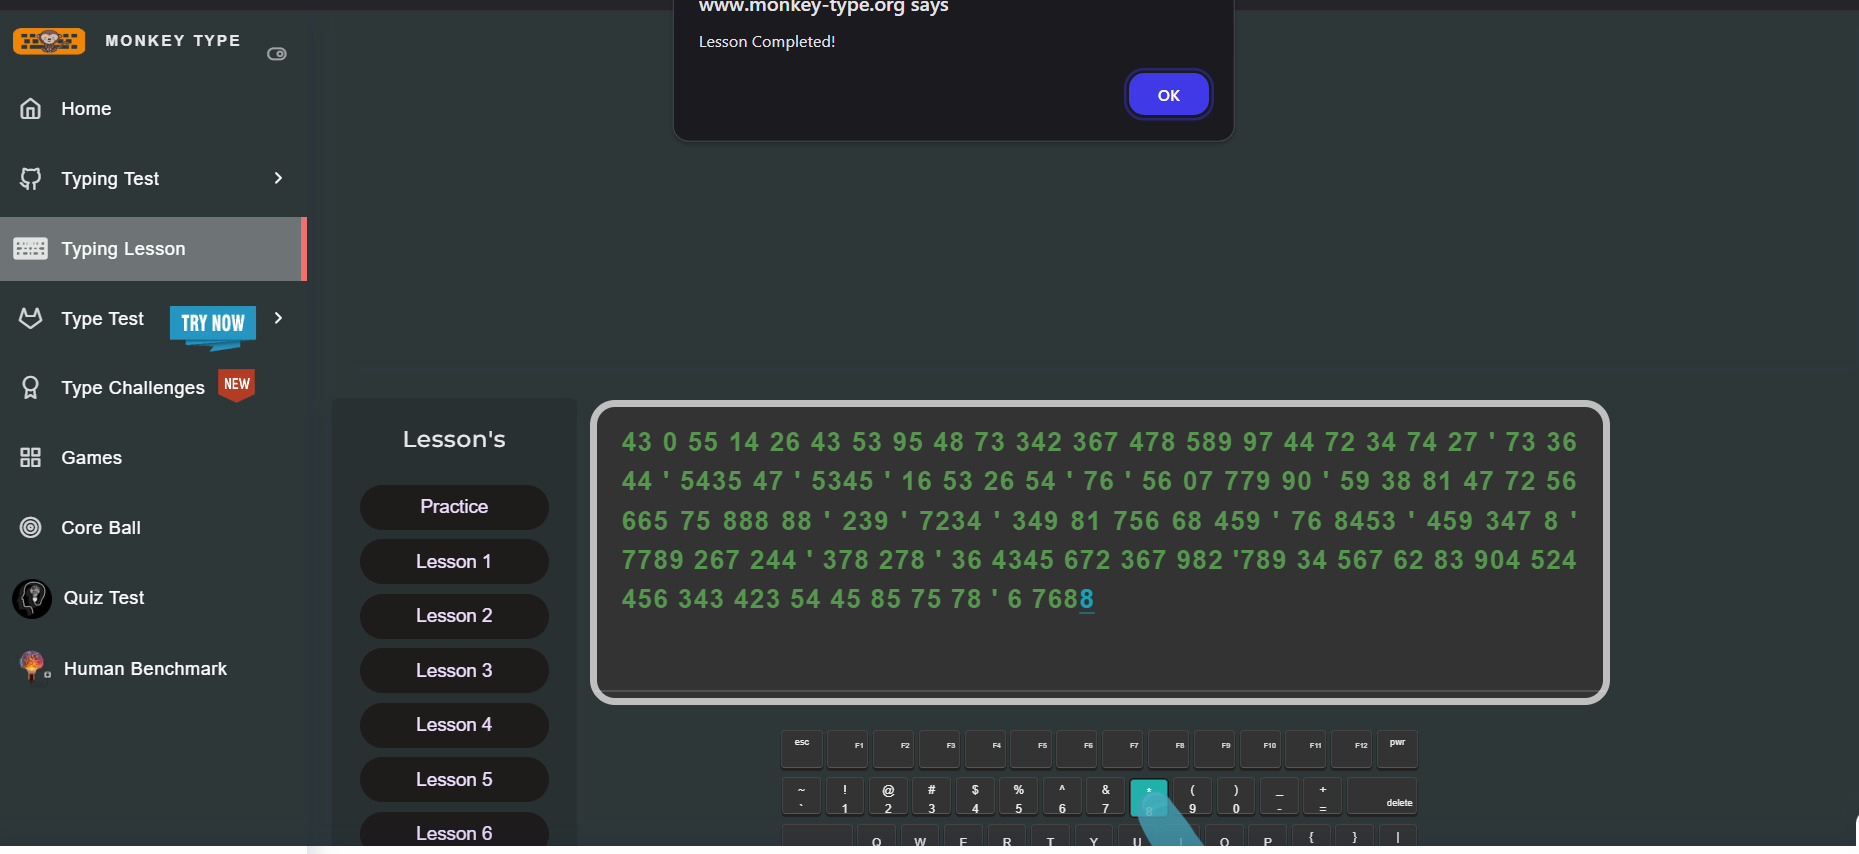 www.monkey-type.org says
Lesson Completed!
OK
MONKEY TYPE
Home
Typing Test
Typing Lesson
Type Test
TRY NOW
Type Challenges
NEW
Games
Core Ball
Quiz Test
Human Benchmark
Lesson's
Practice
Lesson 1
Lesson 2
Lesson 3
Lesson 4
Lesson 5
Lesson 6
43 0 55 14 26 43 53 95 48 73 342 367 478 589 97 44 72 34 74 27 ' 73 36
44 ' 5435 47 ' 5345 ' 16 53 26 54 ' 76 ' 56 07 779 90 ' 59 38 81 47 72 56
665 75 888 88 ' 239 ' 7234 ' 349 81 756 68 459 ' 76 8453 ' 459 347 8 '
7789 267 244 ' 378 278 ' 36 4345 672 367 982 '789 34 567 62 83 904 524
456 343 423 54 45 85 75 78 ' 6 7688
esc F1 F2 F3 F4 F5 F6 F7 F8 F9 F10 F11 F12 pwr
~ ! @ # $ % ^ & * ( ) _ +
` 1 2 3 4 5 6 7 8 9 0 - = delete
Q W E R T Y U I O P { } |